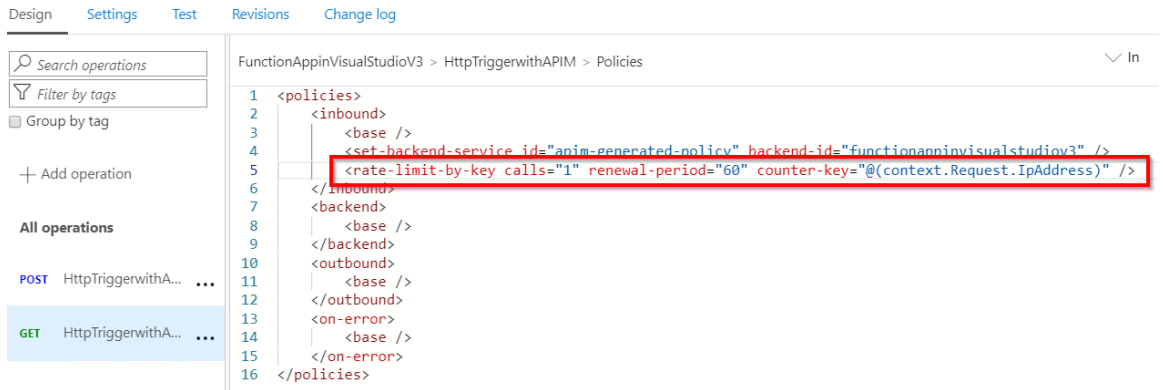 Design Settings Test Revisions Change log
Search operations
Filter by tags
Group by tag
Add operation
All operations
POST HttpTriggerwithA... ...
GET HttpTriggerwithA... ...
FunctionAppinVisualStudioV3 > HttpTriggerwithAPIM > Policies
In
1 <policies>
2 <inbound>
3 <base />
4 <set-backend-service id="apim-generated-policy" backend-id="functionappinvisualstudiov3" />
5 <rate-limit-by-key calls="1" renewal-period="60" counter-key="@(context.Request.IpAddress)" />
6 </inbound>
7 <backend>
8 <base />
9 </backend>
10 <outbound>
11 <base />
12 </outbound>
13 <on-error>
14 <base />
15 </on-error>
16 </policies>